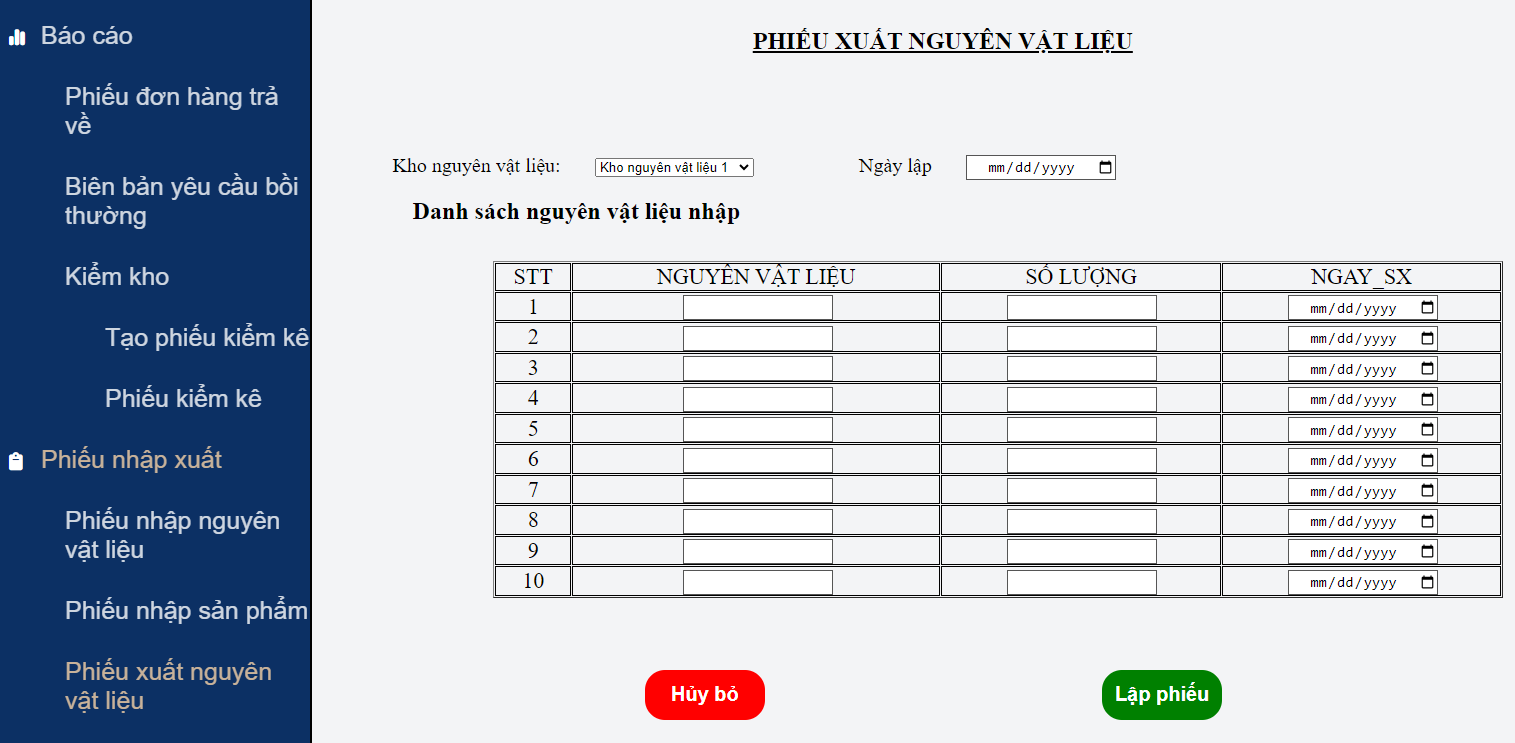 Báo cáo
Phiếu đơn hàng trả
về
Biên bản yêu cầu bồi
thường
Kiểm kho
Tạo phiếu kiểm kê
Phiếu kiểm kê
Phiếu nhập xuất
Phiếu nhập nguyên
vật liệu
Phiếu nhập sản phẩm
Phiếu xuất nguyên
vật liệu
PHIẾU XUẤT NGUYÊN VẬT LIỆU
Kho nguyên vật liệu: Kho nguyên vật liệu 1 Ngày lập mm/dd/yyyy
Danh sách nguyên vật liệu nhập
STT NGUYÊN VẬT LIỆU SỐ LƯỢNG NGAY_SX
1 mm/dd/yyyy
2 mm/dd/yyyy
3 mm/dd/yyyy
4 mm/dd/yyyy
5 mm/dd/yyyy
6 mm/dd/yyyy
7 mm/dd/yyyy
8 mm/dd/yyyy
9 mm/dd/yyyy
10 mm/dd/yyyy
Hủy bỏ Lập phiếu